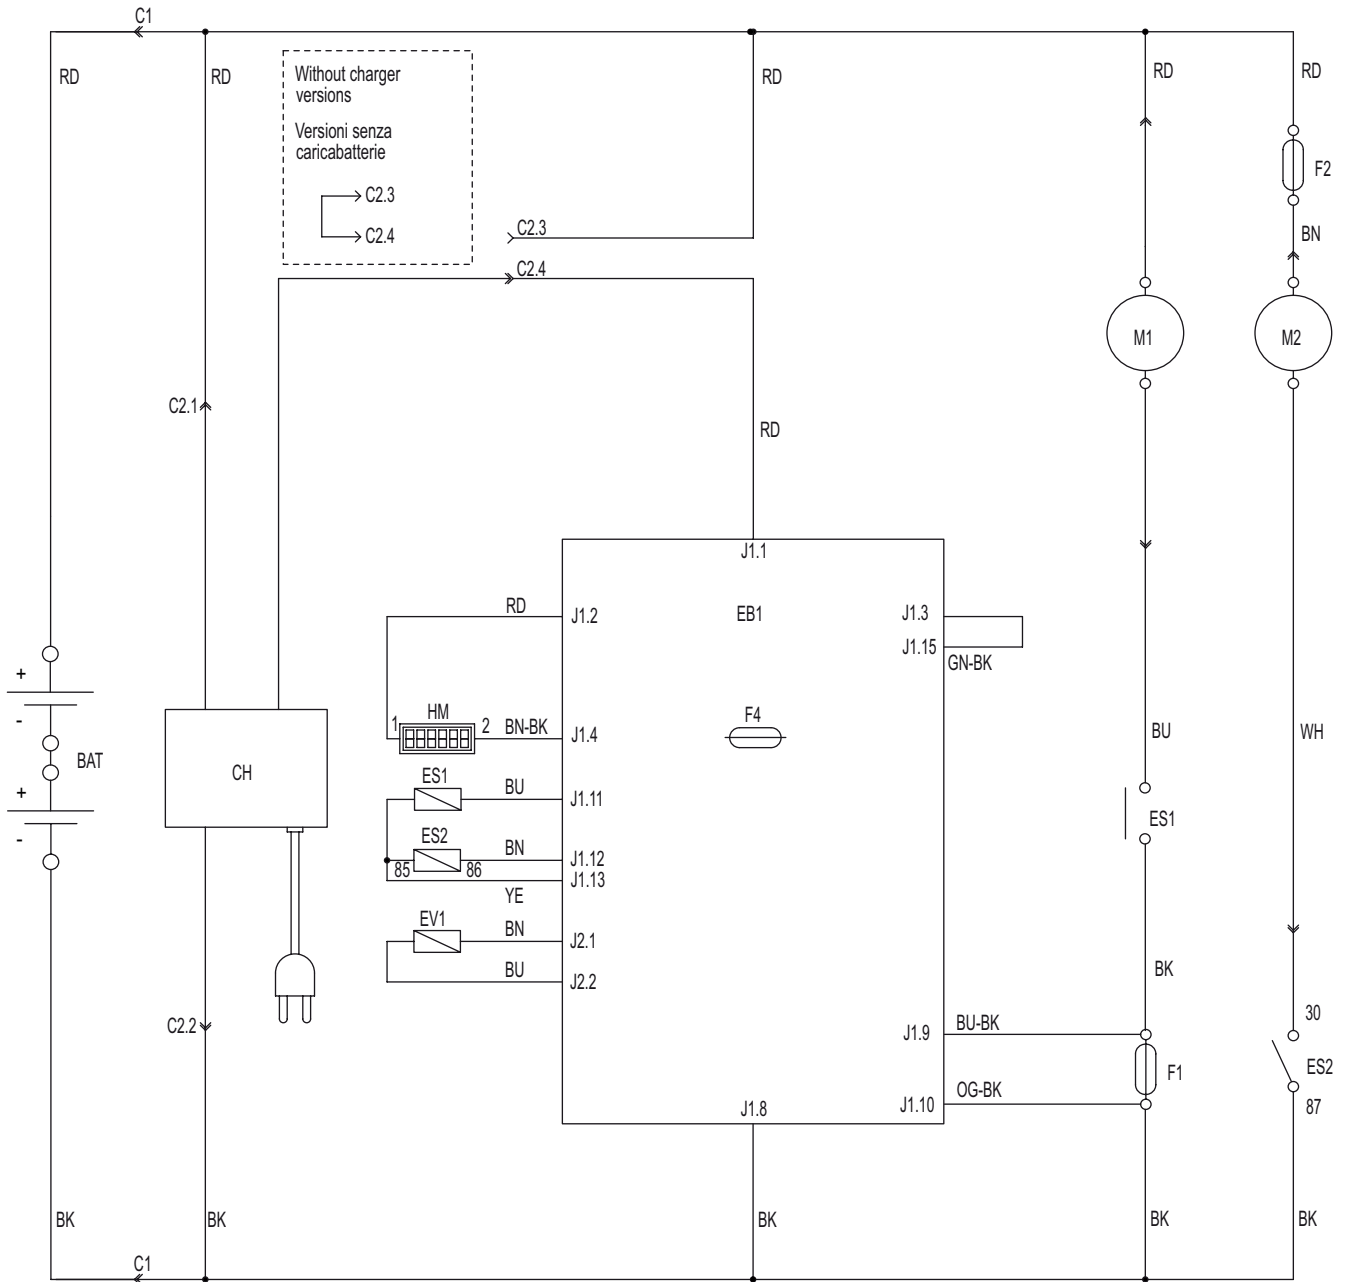 C1
RD
RD
Without charger
versions
Versioni senza
caricabatterie
C2.3
C2.4
RD
RD
RD
F2
BN
C2.3
C2.4
M1
M2
C2.1
RD
J1.1
EB1
RD
J1.2
J1.3
J1.15
GN-BK
+
-
BAT
+
-
CH
1
HM
2
BN-BK
J1.4
F4
BU
WH
ES1
BU
J1.11
ES1
ES2
BN
J1.12
85
86
J1.13
YE
EV1
BN
J2.1
BU
J2.2
BK
C2.2
30
J1.9
BU-BK
ES2
F1
OG-BK
J1.10
87
J1.8
BK
BK
BK
BK
BK
C1